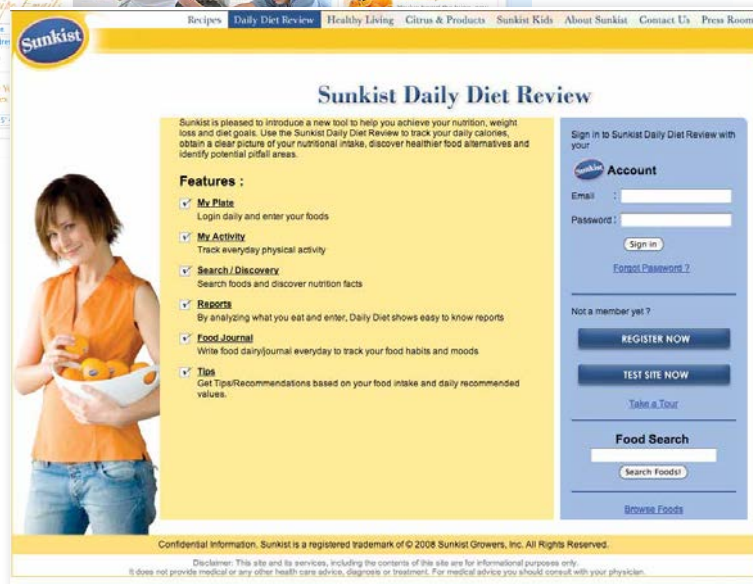 Recipes Daily Diet Review Healthy Living Citrus & Products Sunkist Kids About Sunkist Contact Us Press Room
Sunkist
Sunkist Daily Diet Review
Sunkist is pleased to introduce a new tool to help you achieve your nutrition, weight
loss and diet goals. Use the Sunkist Daily Diet Review to track your daily calories,
obtain a clear picture of your nutritional intake, discover healthier food alternatives and
identify potential pitfall areas.
Features :
My Plate
Login daily and enter your foods
My Activity
Track everyday physical activity
Search / Discovery
Search foods and discover nutrition facts
Reports
By analyzing what you eat and enter, Daily Diet shows easy to know reports
Food Journal
Write food dairy/journal everyday to track your food habits and moods
Tips
Get Tips/Recommendations based on your food intake and daily recommended
values.
Sign in to Sunkist Daily Diet Review with
your
Sunkist Account
Email :
Password :
Sign in
Forgot Password ?
Not a member yet ?
REGISTER NOW
TEST SITE NOW
Take a Tour
Food Search
Search Foods!
Browse Foods
Confidential Information. Sunkist is a registered trademark of © 2008 Sunkist Growers, Inc. All Rights Reserved.
Disclaimer: This site and its services, including the contents of this site are for informational purposes only.
It does not provide medical or any other health care advice, diagnosis or treatment. For medical advice you should consult with your physician.